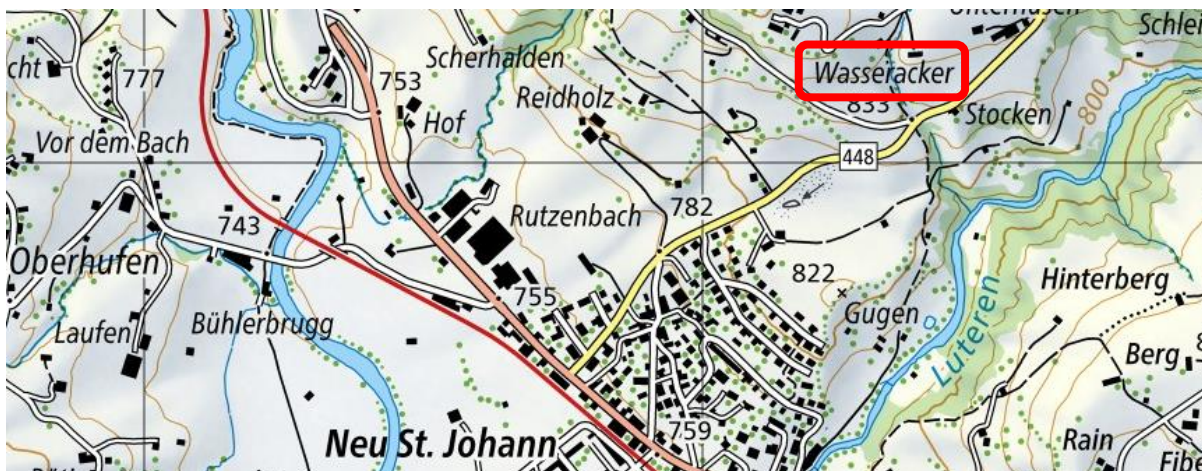 Scherhalden
Wasseracker
753
777
833
Reidholz
Stocken
800
Hof
Vor dem Bach
448
Rutzenbach
782
743
Oberhufen
822
Hinterberg
755
Gugen
Luteren
Laufen
Bühlerbrugg
Berg
Neu St. Johann
759
Rain